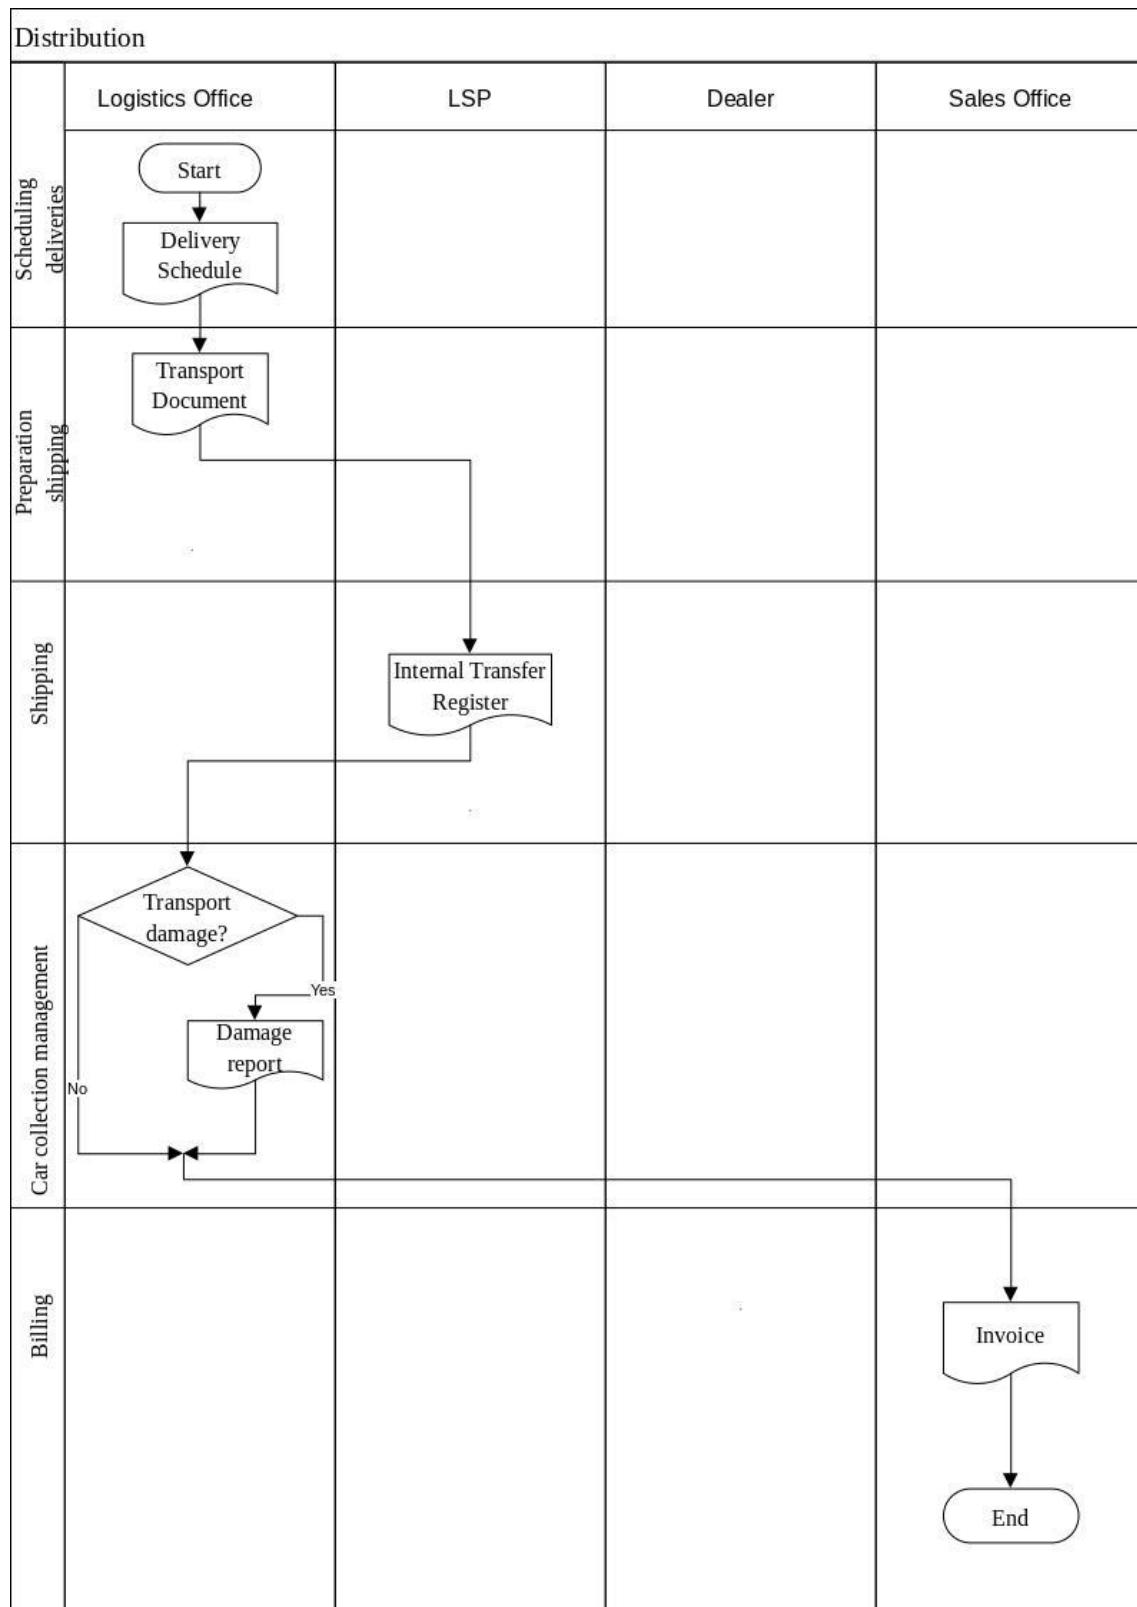 Distribution
Logistics Office
LSP
Dealer
Sales Office
Scheduling
deliveries
Start
Delivery
Schedule
Preparation
shipping
Transport
Document
Shipping
Internal Transfer
Register
Car collection management
Transport
damage?
Yes
Damage
report
No
Billing
Invoice
End